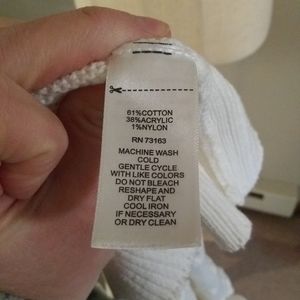 61%COTTON
38%ACRYLIC
1%NYLON
RN 73163
MACHINE WASH
COLD
GENTLE CYCLE
WITH LIKE COLORS
DO NOT BLEACH
RESHAPE AND
DRY FLAT
COOL IRON
IF NECESSARY
OR DRY CLEAN